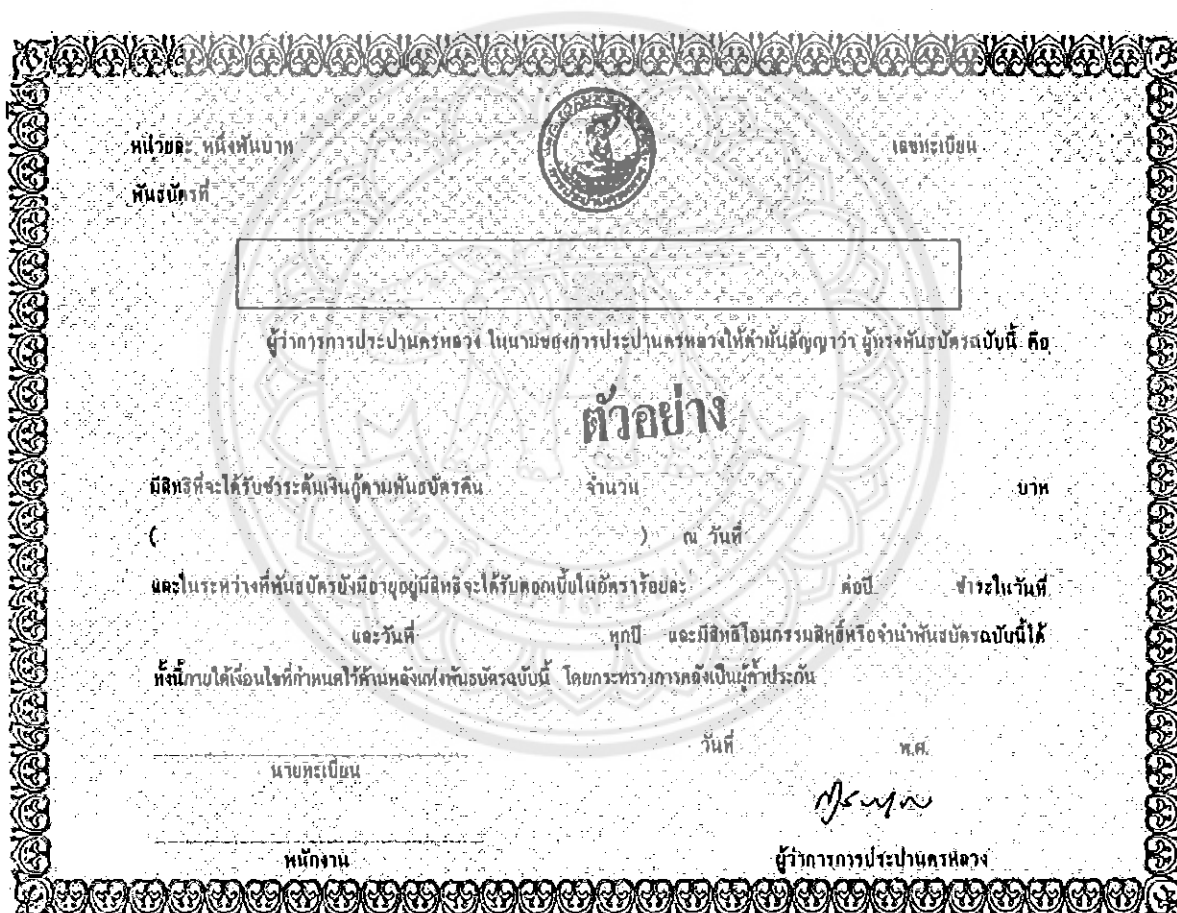 หน่วยละ หนึ่งพันบาท
เลขทะเบียน
พันธบัตรที่
การประปานครหลวง
ผู้ว่าการการประปานครหลวง ในนามของการประปานครหลวงให้คำมั่นสัญญาว่า ผู้ทรงพันธบัตรฉบับนี้ คือ
ตัวอย่าง
มีสิทธิที่จะได้รับชำระต้นเงินกู้ตามพันธบัตรคืน จำนวน บาท
( ) ณ วันที่
และในระหว่างที่พันธบัตรยังมีอายุอยู่มีสิทธิจะได้รับดอกเบี้ยในอัตราร้อยละ ต่อปี ชำระในวันที่
และวันที่ ทุกปี และมีสิทธิโอนกรรมสิทธิ์หรือจำนำพันธบัตรฉบับนี้ได้
ทั้งนี้ภายใต้เงื่อนไขที่กำหนดไว้ด้านหลังแห่งพันธบัตรฉบับนี้ โดยกระทรวงการคลังเป็นผู้ค้ำประกัน
วันที่ พ.ศ.
นายทะเบียน
พนักงาน
ผู้ว่าการการประปานครหลวง